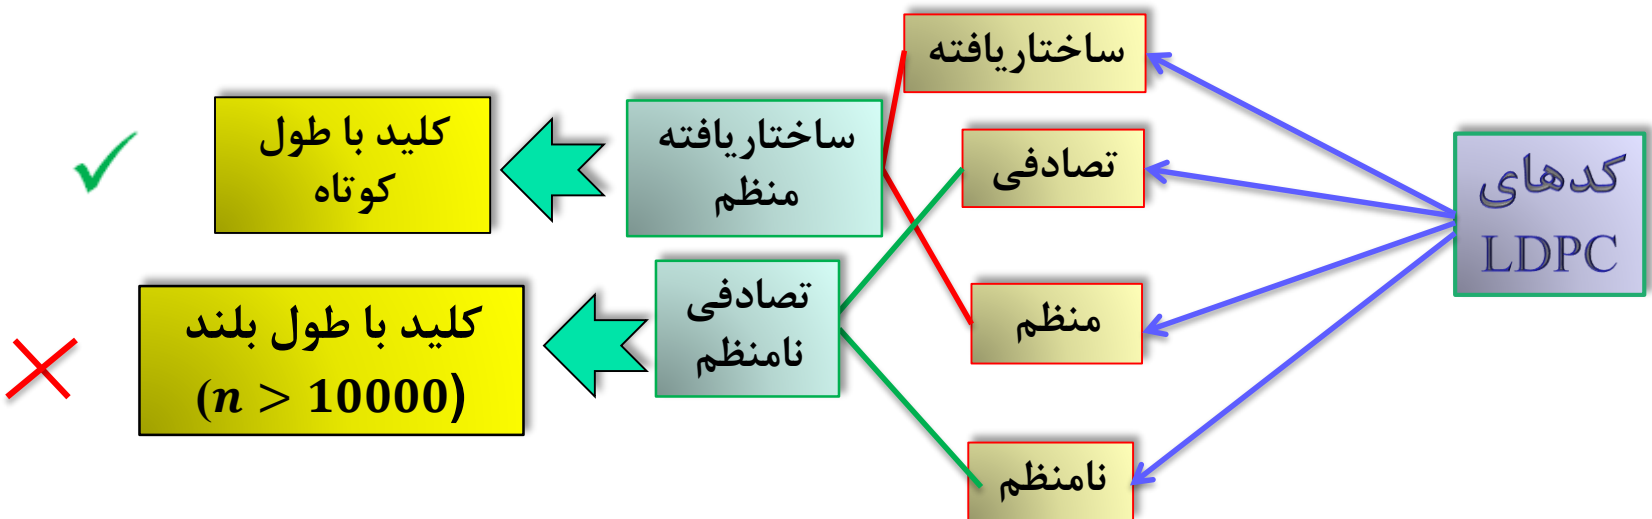 کدهای
LDPC
ساختاریافته
تصادفی
منظم
نامنظم
ساختاریافته
منظم
تصادفی
نامنظم
کلید با طول
کوتاه
کلید با طول بلند
(n > 10000)